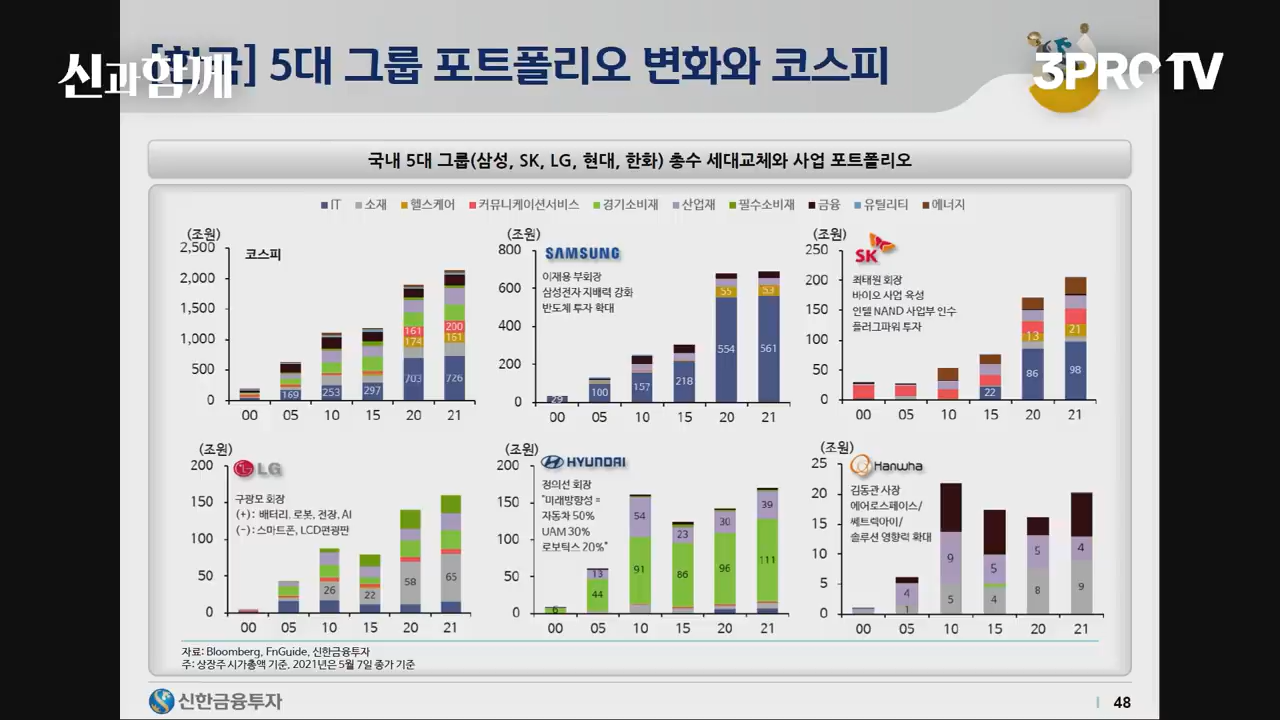 신과함께
3PROTV
국] 5대 그룹 포트폴리오 변화와 코스피
국내 5대 그룹(삼성, SK, LG, 현대, 한화) 총수 세대교체와 사업 포트폴리오
IT 소재 헬스케어 커뮤니케이션서비스 경기소비재 산업재 필수소비재 금융 유틸리티 에너지
(조원)
코스피
2,500
2,000
1,500
1,000
500
0
161
174
703
200
161
726
169
253
297
00 05 10 15 20 21
(조원)
SAMSUNG
이재용 부회장
삼성전자 지배력 강화
반도체 투자 확대
800
600
400
200
0
29
100
157
218
55
554
53
561
00 05 10 15 20 21
(조원)
SK
최태원 회장
바이오 사업 육성
인텔 NAND 사업부 인수
플러그파워 투자
250
200
150
100
50
0
22
13
86
21
98
00 05 10 15 20 21
(조원)
LG
구광모 회장
(+): 배터리, 로봇, 전장, AI
(-): 스마트폰, LCD편광판
200
150
100
50
0
26
22
58
65
00 05 10 15 20 21
(조원)
HYUNDAI
정의선 회장
"미래방향성 =
자동차 50%
UAM 30%
로보틱스 20%"
200
150
100
50
0
6
13
44
54
91
23
86
30
96
39
111
00 05 10 15 20 21
(조원)
Hanwha
김동관 사장
에어로스페이스/
쎄트렉아이/
솔루션 영향력 확대
25
20
15
10
5
0
4
1
9
5
5
4
5
8
4
9
00 05 10 15 20 21
자료: Bloomberg, FnGuide, 신한금융투자
주: 상장주 시가총액 기준, 2021년은 5월 7일 종가 기준
신한금융투자
48